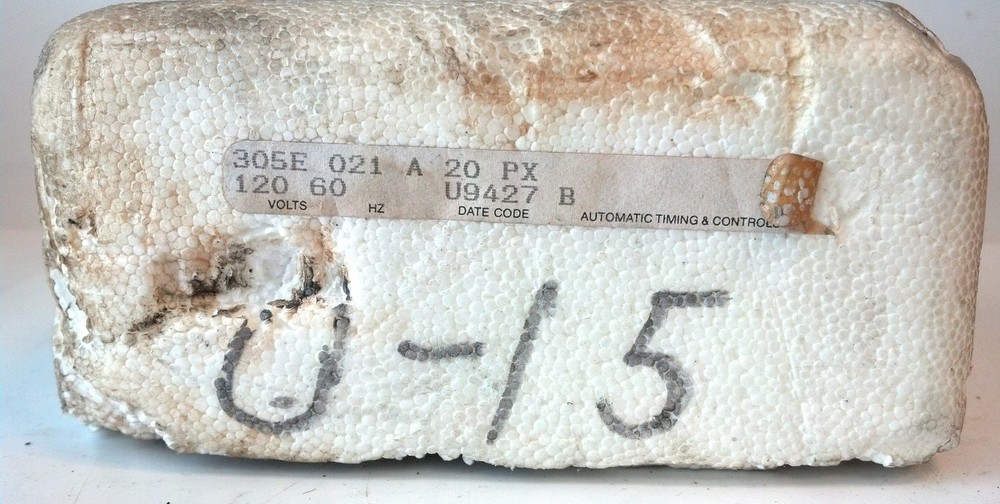 305E 021 A 20 PX
120 60 U9427 B
VOLTS HZ DATE CODE AUTOMATIC TIMING & CONTROLS
U-15